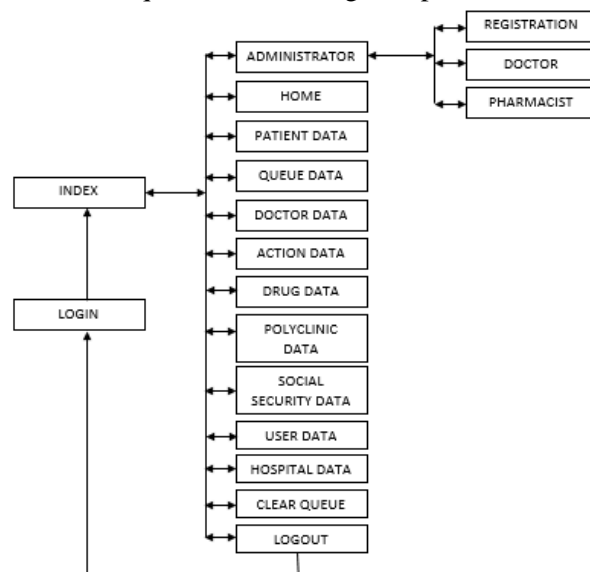 REGISTRATION
ADMINISTRATOR
DOCTOR
HOME
PHARMACIST
PATIENT DATA
QUEUE DATA
INDEX
DOCTOR DATA
ACTION DATA
DRUG DATA
LOGIN
POLYCLINIC
DATA
SOCIAL
SECURITY DATA
USER DATA
HOSPITAL DATA
CLEAR QUEUE
LOGOUT